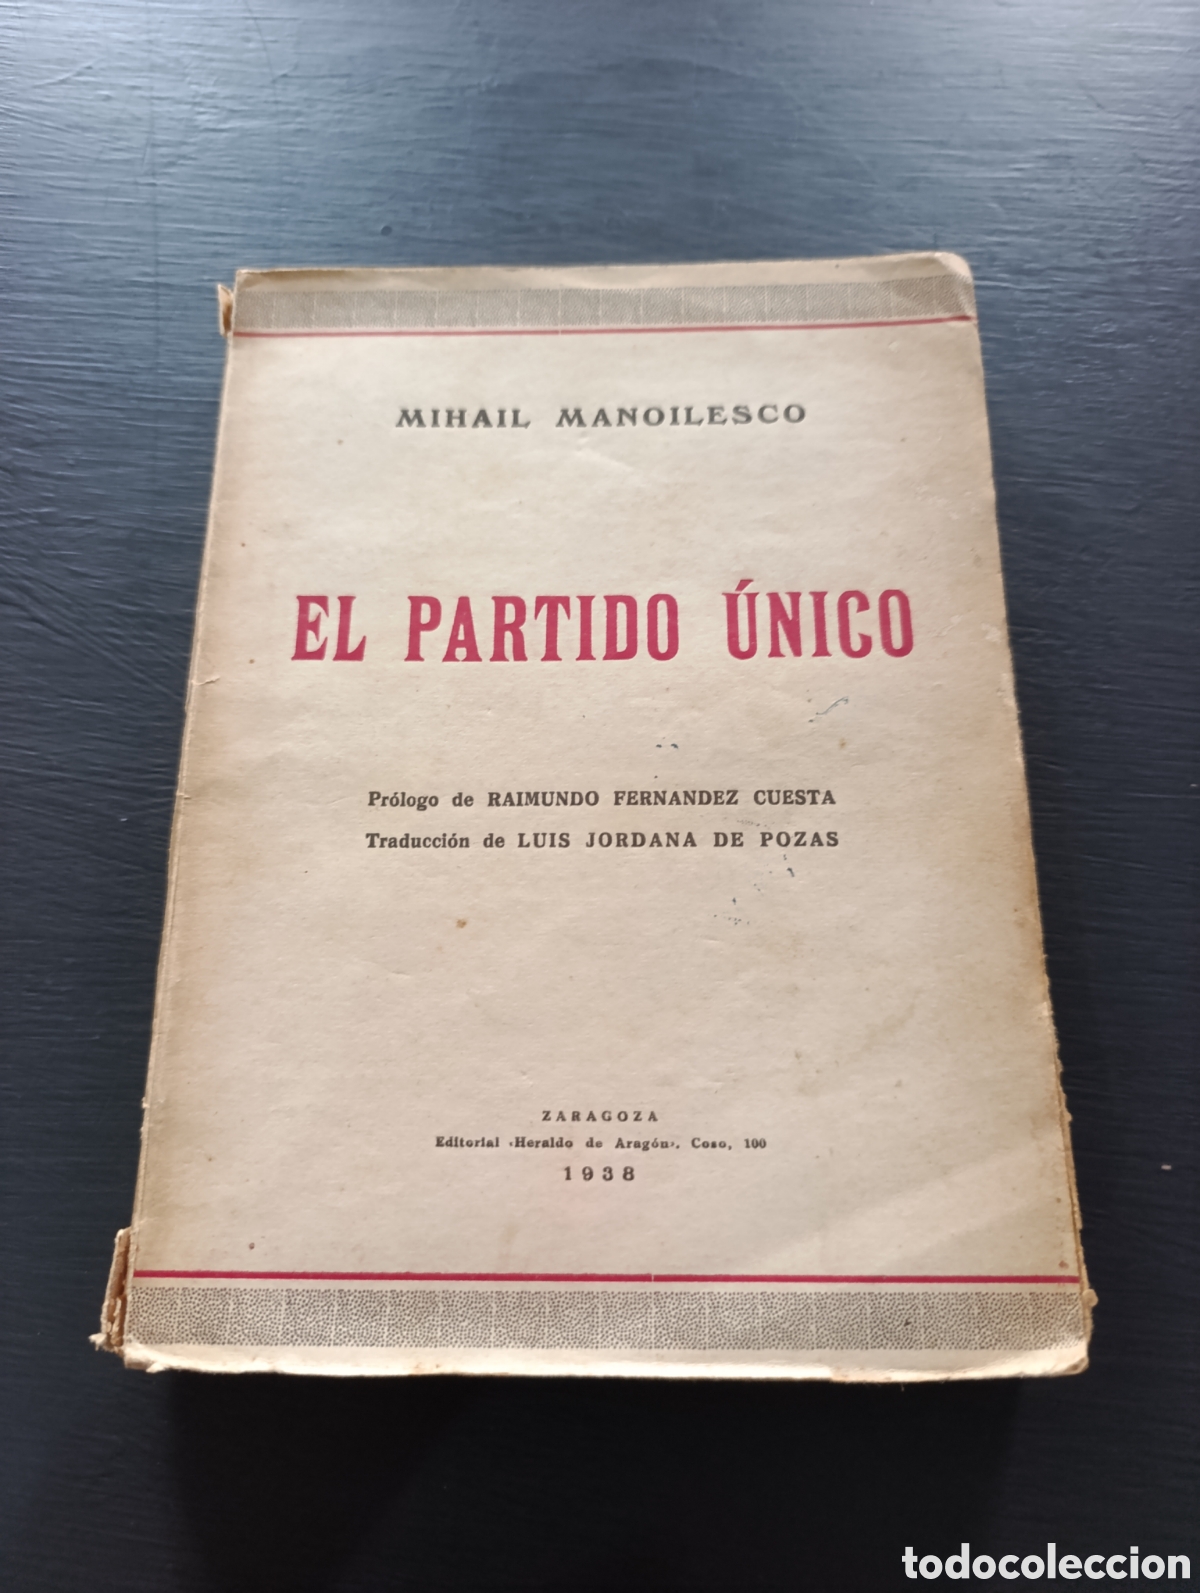 MIHAIL MANOILESCO
EL PARTIDO ÚNICO
Prólogo de RAIMUNDO FERNANDEZ CUESTA
Traducción de LUIS JORDANA DE POZAS
ZARAGOZA
Editorial «Heraldo de Aragón». Coso, 100
1938
todocoleccion